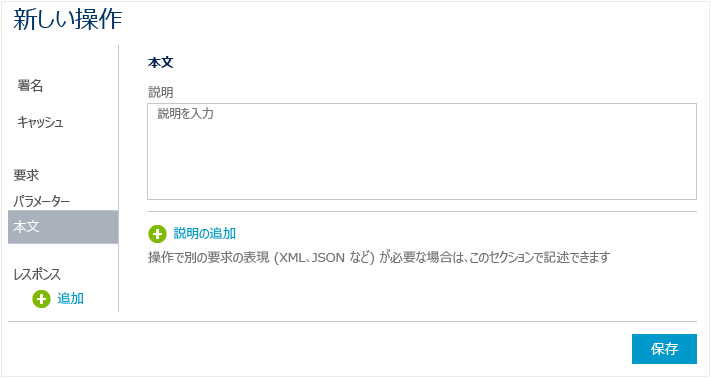 新しい操作
署名
キャッシュ
要求
パラメーター
本文
レスポンス
追加
本文
説明
説明を入力
説明の追加
操作で別の要求の表現 (XML、JSON など) が必要な場合は、このセクションで記述できます
保存